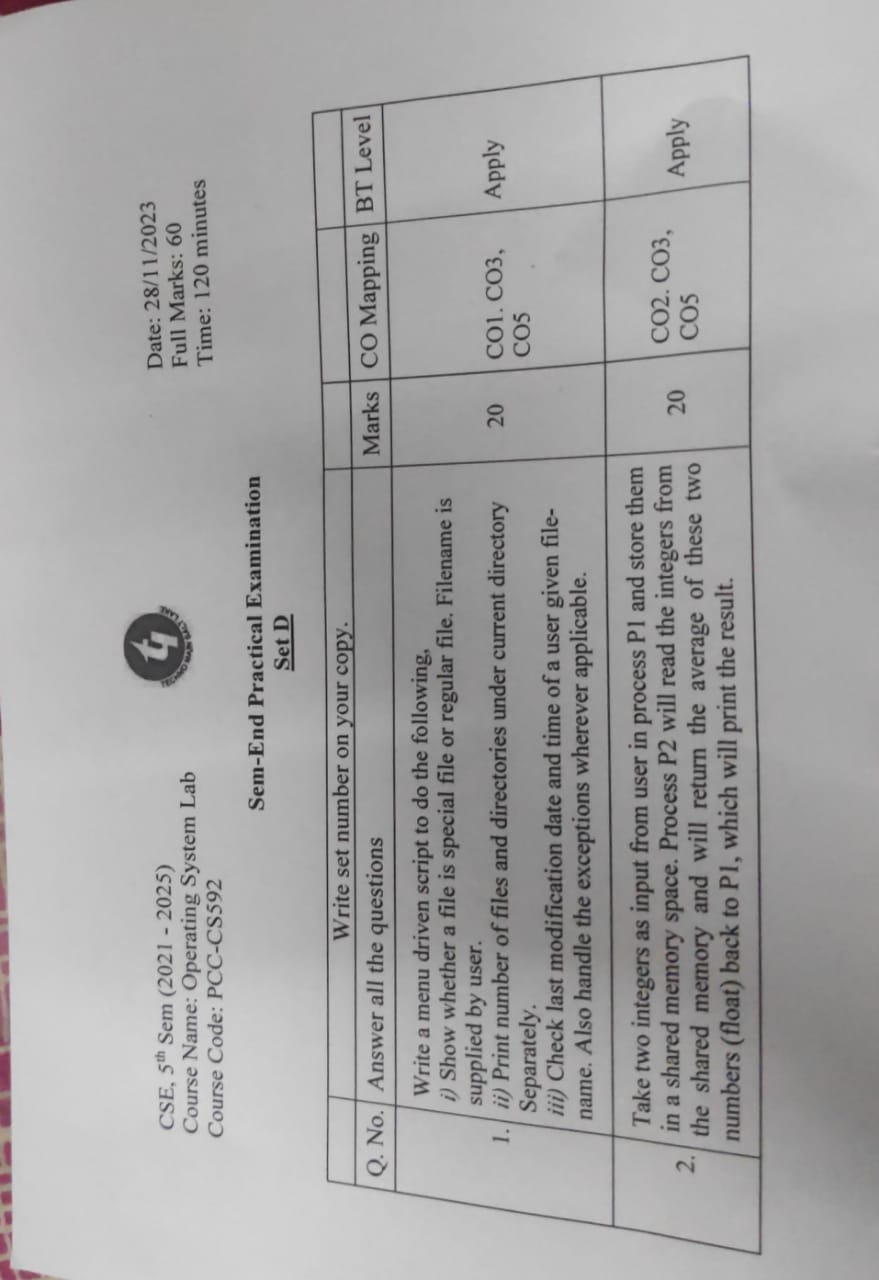 CSE, 5th Sem (2021 - 2025)
Course Name: Operating System Lab
Course Code: PCC-CS592
TECHNO MAIN SALT LAKE
Date: 28/11/2023
Full Marks: 60
Time: 120 minutes
Sem-End Practical Examination
Set D
Write set number on your copy.
Q. No. Answer all the questions Marks CO Mapping BT Level
Write a menu driven script to do the following,
i) Show whether a file is special file or regular file. Filename is
supplied by user.
1. ii) Print number of files and directories under current directory 20 CO1. CO3, Apply
Separately. CO5
iii) Check last modification date and time of a user given file-
name. Also handle the exceptions wherever applicable.
Take two integers as input from user in process P1 and store them
in a shared memory space. Process P2 will read the integers from CO2. CO3,
2. the shared memory and will return the average of these two 20 CO5 Apply
numbers (float) back to P1, which will print the result.